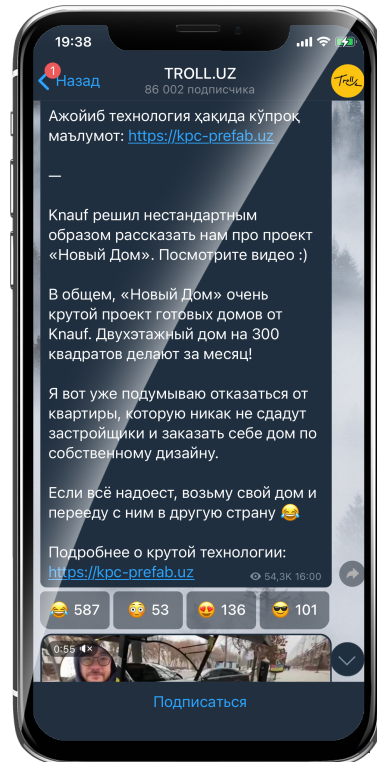 19:38
1
Назад
TROLL.UZ
86 002 подписчика
Troll
Ажойиб технология ҳақида кўпроқ
маълумот: https://kpc-prefab.uz
—
Knauf решил нестандартным
образом рассказать нам про проект
«Новый Дом». Посмотрите видео :)
В общем, «Новый Дом» очень
крутой проект готовых домов от
Knauf. Двухэтажный дом на 300
квадратов делают за месяц!
Я вот уже подумываю отказаться от
квартиры, которую никак не сдадут
застройщики и заказать себе дом по
собственному дизайну.
Если всё надоест, возьму свой дом и
перееду с ним в другую страну 😂
Подробнее о крутой технологии:
https://kpc-prefab.uz
54,3K 16:00
😂 587 😳 53 😍 136 😎 101
0:55
Подписаться